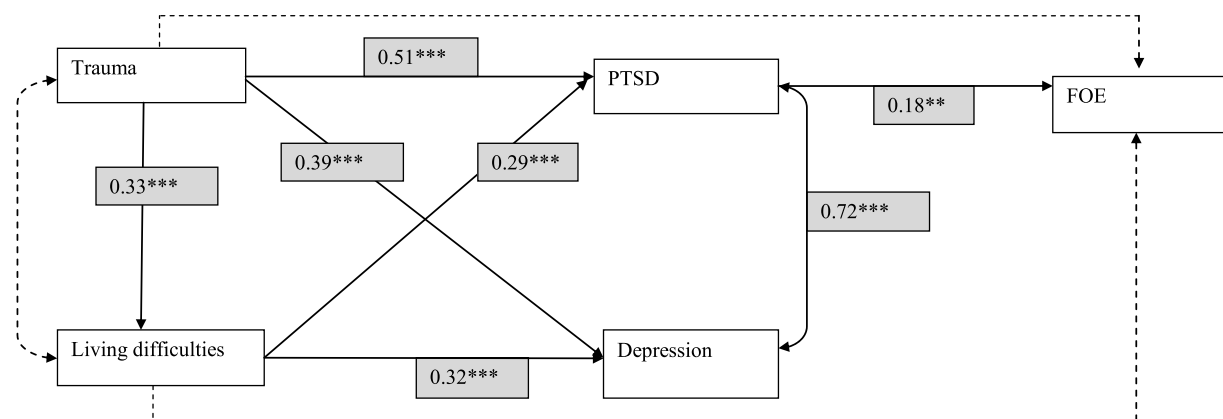 Trauma
0.51***
PTSD
FOE
0.18**
0.39***
0.29***
0.33***
0.72***
Living difficulties
Depression
0.32***